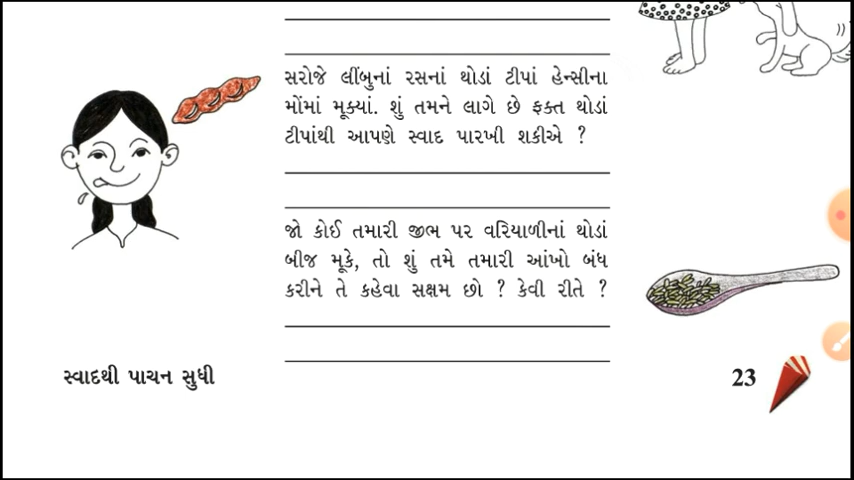 સરોજે લીંબુનાં રસનાં થોડાં ટીપાં હેન્સીના
મોંમાં મૂક્યાં. શું તમને લાગે છે ફક્ત થોડાં
ટીપાંથી આપણે સ્વાદ પારખી શકીએ ?
જો કોઈ તમારી જીભ પર વરિયાળીનાં થોડાં
બીજ મૂકે, તો શું તમે તમારી આંખો બંધ
કરીને તે કહેવા સક્ષમ છો ? કેવી રીતે ?
સ્વાદથી પાચન સુધી
23